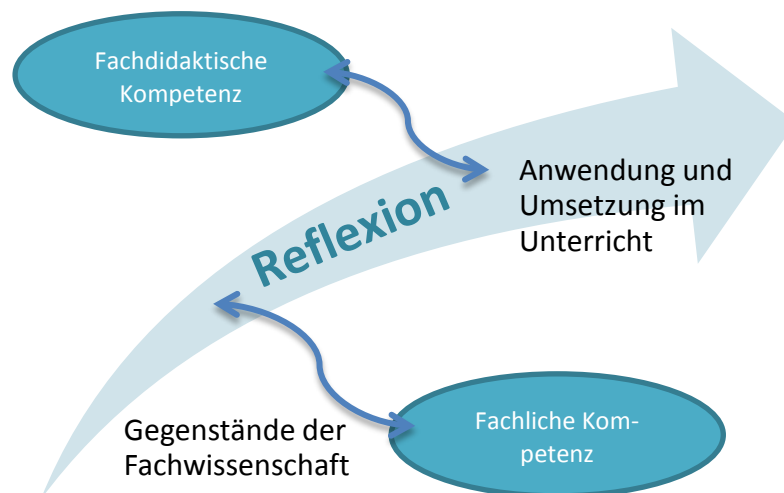 Fachdidaktische
Kompetenz
Anwendung und
Umsetzung im
Unterricht
Reflexion
Gegenstände der
Fachwissenschaft
Fachliche Kom-
petenz